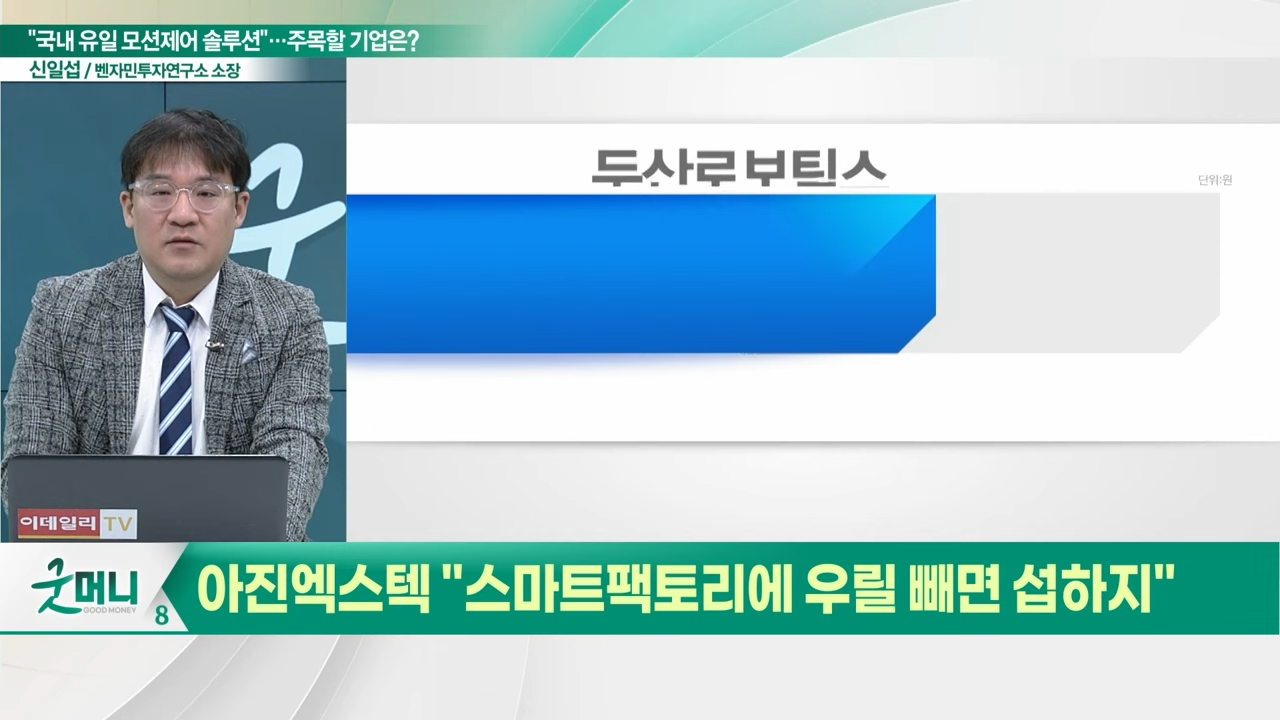 "국내 유일 모션제어 솔루션"…주목할 기업은?
신일섭 / 벤자민투자연구소 소장
두산로보틱스
단위:원
이데일리 TV
굿머니
GOOD MONEY
8
아진엑스텍 "스마트팩토리에 우릴 빼면 섭하지"